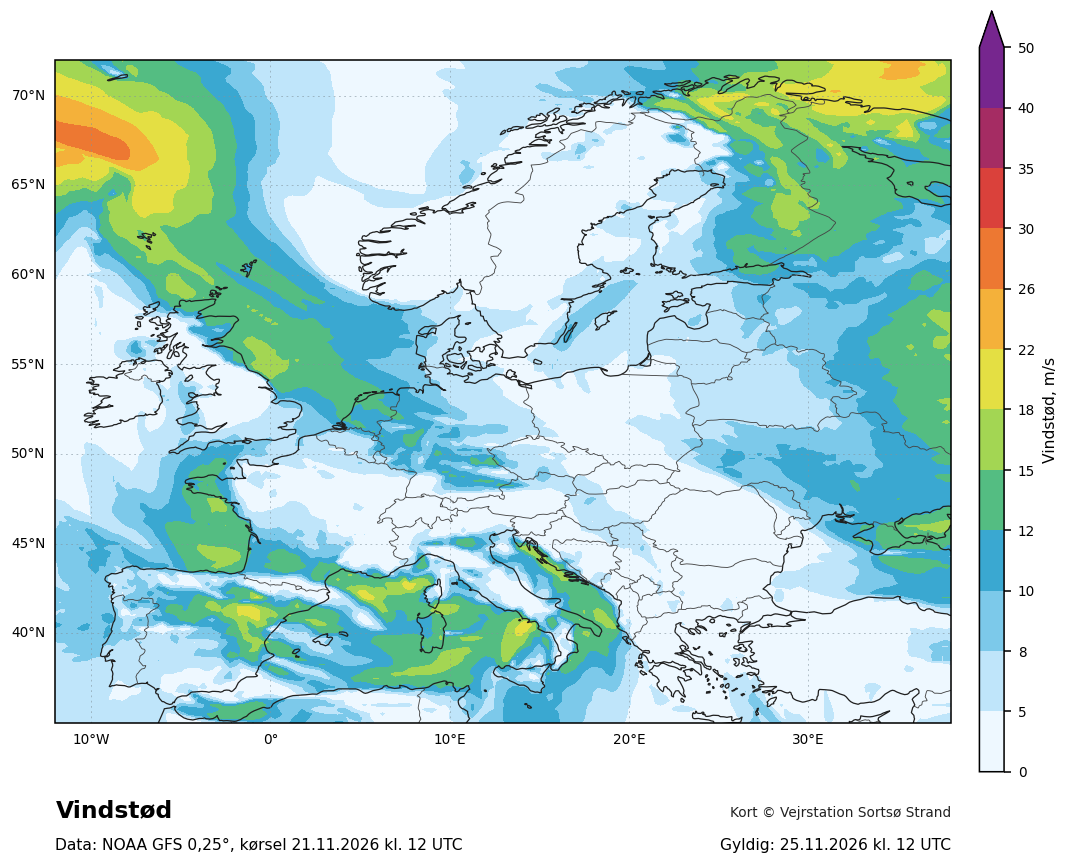 50
40
35
30
26
22
18
15
12
10
8
5
0
Vindstød, m/s
70°N
65°N
60°N
55°N
50°N
45°N
40°N
10°W
0°
10°E
20°E
30°E
Vindstød
Kort © Vejrstation Sortsø Strand
Data: NOAA GFS 0,25°, kørsel 21.11.2026 kl. 12 UTC
Gyldig: 25.11.2026 kl. 12 UTC